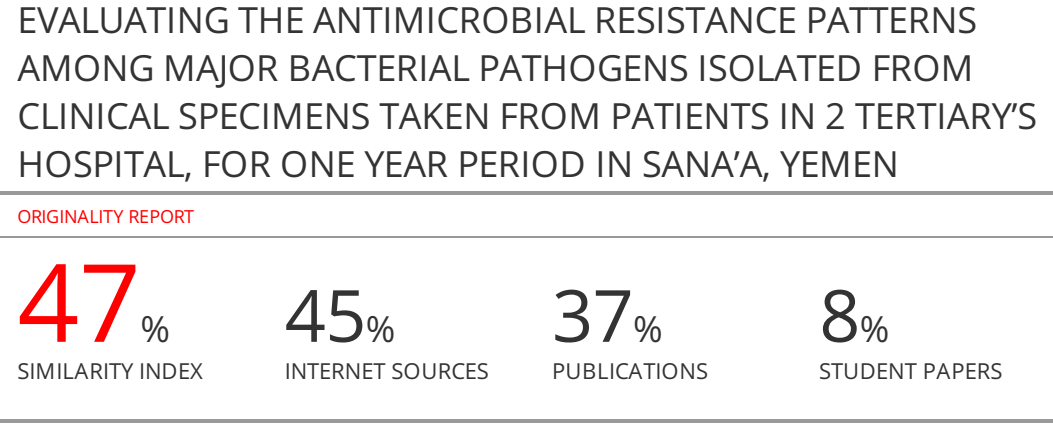 EVALUATING THE ANTIMICROBIAL RESISTANCE PATTERNS
AMONG MAJOR BACTERIAL PATHOGENS ISOLATED FROM
CLINICAL SPECIMENS TAKEN FROM PATIENTS IN 2 TERTIARY’S
HOSPITAL, FOR ONE YEAR PERIOD IN SANA’A, YEMEN
ORIGINALITY REPORT
47% 45% 37% 8%
SIMILARITY INDEX INTERNET SOURCES PUBLICATIONS STUDENT PAPERS